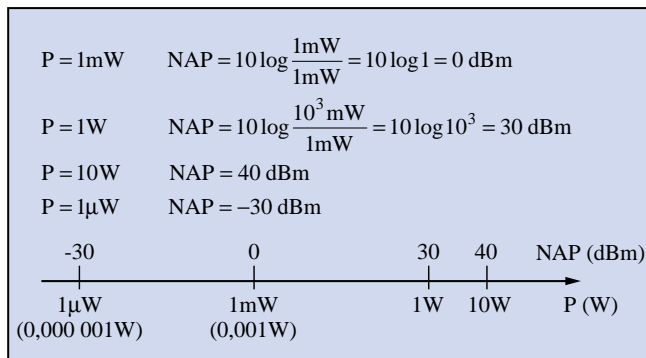 P = 1mW NAP = 10 log 1mW/1mW = 10 log 1 = 0 dBm
P = 1W NAP = 10 log 10³ mW/1mW = 10 log 10³ = 30 dBm
P = 10W NAP = 40 dBm
P = 1μW NAP = −30 dBm
-30 0 30 40 NAP (dBm)
1μW 1mW 1W 10W P (W)
(0,000 001W) (0,001W)